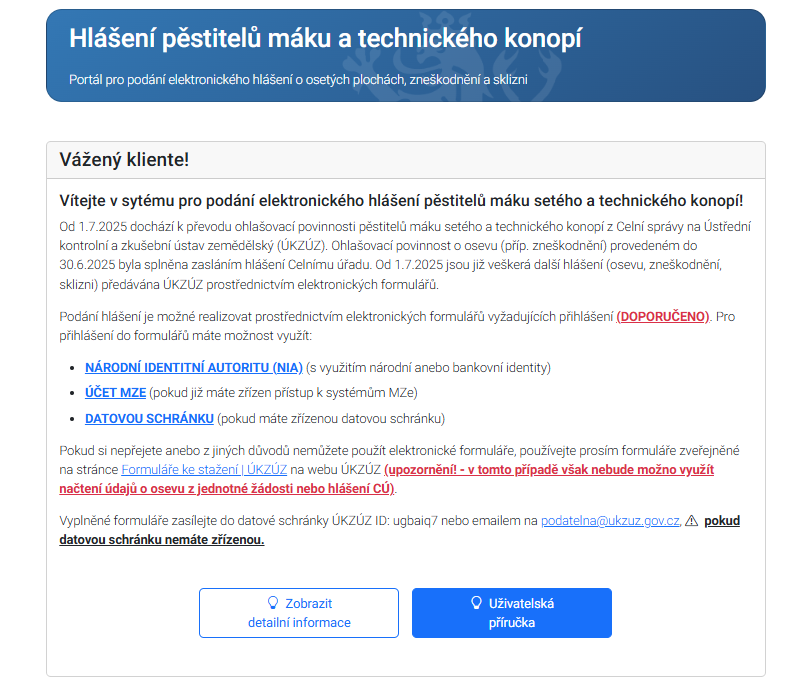 Hlášení pěstitelů máku a technického konopí
Portál pro podání elektronického hlášení o osetých plochách, zneškodnění a sklizni
Vážený kliente!
Vítejte v sytému pro podání elektronického hlášení pěstitelů máku setého a technického konopí!
Od 1.7.2025 dochází k převodu ohlašovací povinnosti pěstitelů máku setého a technického konopí z Celní správy na Ústřední
kontrolní a zkušební ústav zemědělský (ÚKZÚZ). Ohlašovací povinnost o osevu (příp. zneškodnění) provedeném do
30.6.2025 byla splněna zasláním hlášení Celnímu úřadu. Od 1.7.2025 jsou již veškerá další hlášení (osevu, zneškodnění,
sklizni) předávána ÚKZÚZ prostřednictvím elektronických formulářů.
Podání hlášení je možné realizovat prostřednictvím elektronických formulářů vyžadujících přihlášení (DOPORUČENO). Pro
přihlášení do formulářů máte možnost využít:
• NÁRODNÍ IDENTITNÍ AUTORITU (NIA) (s využitím národní anebo bankovní identity)
• ÚČET MZE (pokud již máte zřízen přístup k systémům MZe)
• DATOVOU SCHRÁNKU (pokud máte zřízenou datovou schránku)
Pokud si nepřejete anebo z jiných důvodů nemůžete použít elektronické formuláře, používejte prosím formuláře zveřejněné
na stránce Formuláře ke stažení | ÚKZÚZ na webu ÚKZÚZ (upozornění! - v tomto případě však nebude možno využít
načtení údajů o osevu z jednotné žádosti nebo hlášení CÚ).
Vyplněné formuláře zasílejte do datové schránky ÚKZÚZ ID: ugbaiq7 nebo emailem na podatelna@ukzuz.gov.cz, ⚠ pokud
datovou schránku nemáte zřízenou.
Zobrazit
detailní informace
Uživatelská
příručka